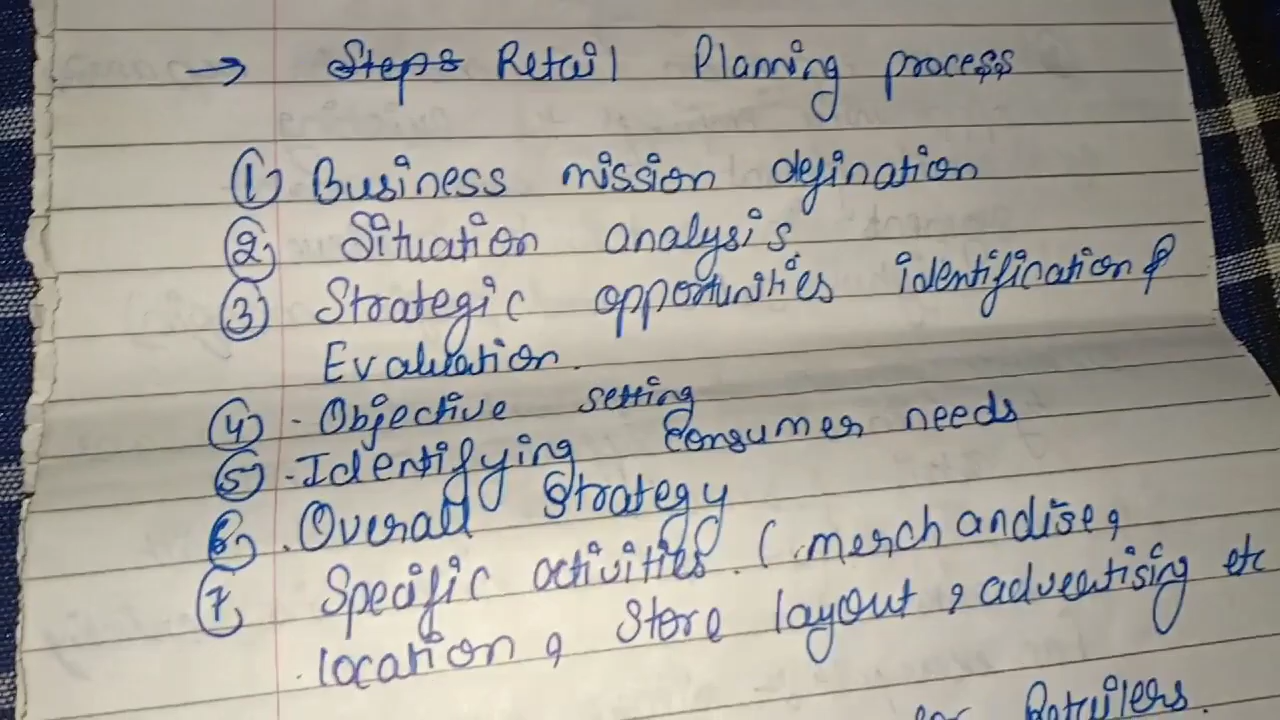 → Steps Retail Planning process
① Business mission defination
② Situation analysis.
③ Strategic opportunities identification &
Evaluation.
④ - Objective setting
⑤ - Identifying Consumer needs
⑥ . Overall Strategy
⑦ Specific activities. (merchandise,
. location, Store layout, advertising etc
Retailers.